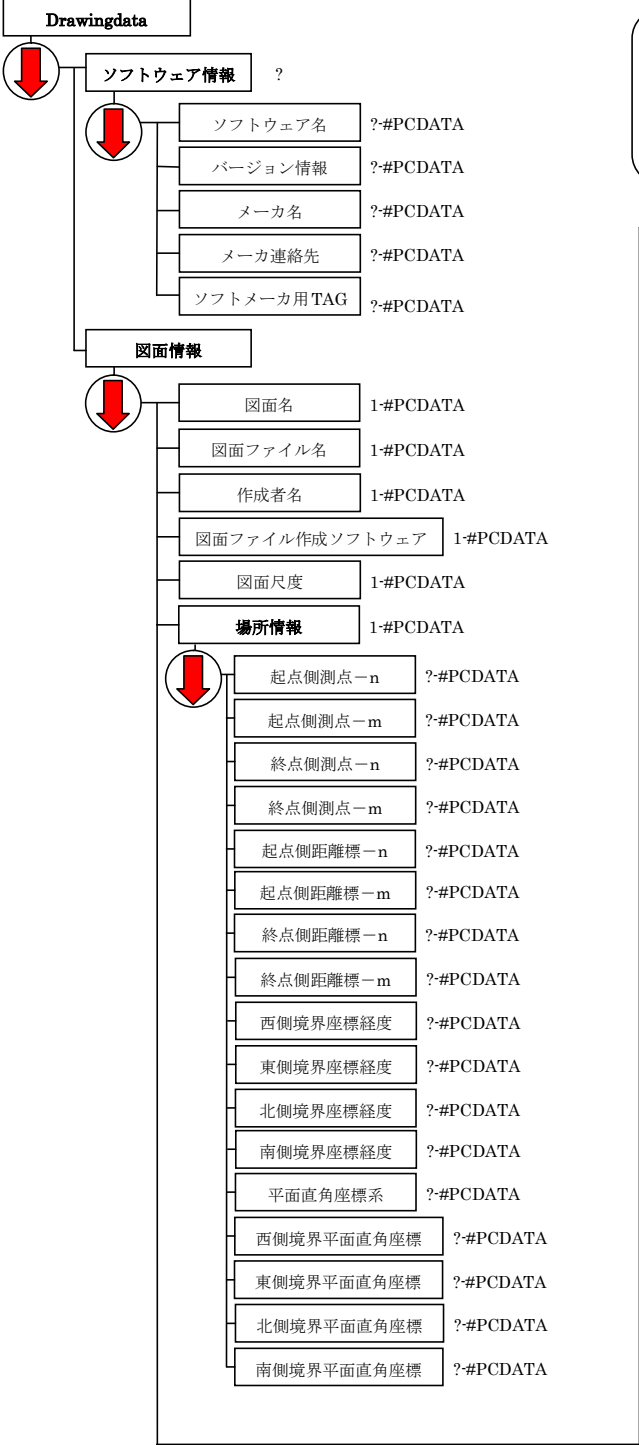 Drawingdata
ソフトウェア情報 ?
ソフトウェア名 ?-#PCDATA
バージョン情報 ?-#PCDATA
メーカ名 ?-#PCDATA
メーカ連絡先 ?-#PCDATA
ソフトメーカ用TAG ?-#PCDATA
図面情報
図面名 1-#PCDATA
図面ファイル名 1-#PCDATA
作成者名 1-#PCDATA
図面ファイル作成ソフトウェア 1-#PCDATA
図面尺度 1-#PCDATA
場所情報 1-#PCDATA
起点側測点－n ?-#PCDATA
起点側測点－m ?-#PCDATA
終点側測点－n ?-#PCDATA
終点側測点－m ?-#PCDATA
起点側距離標－n ?-#PCDATA
起点側距離標－m ?-#PCDATA
終点側距離標－n ?-#PCDATA
終点側距離標－m ?-#PCDATA
西側境界座標経度 ?-#PCDATA
東側境界座標経度 ?-#PCDATA
北側境界座標経度 ?-#PCDATA
南側境界座標経度 ?-#PCDATA
平面直角座標系 ?-#PCDATA
西側境界平面直角座標 ?-#PCDATA
東側境界平面直角座標 ?-#PCDATA
北側境界平面直角座標 ?-#PCDATA
南側境界平面直角座標 ?-#PCDATA